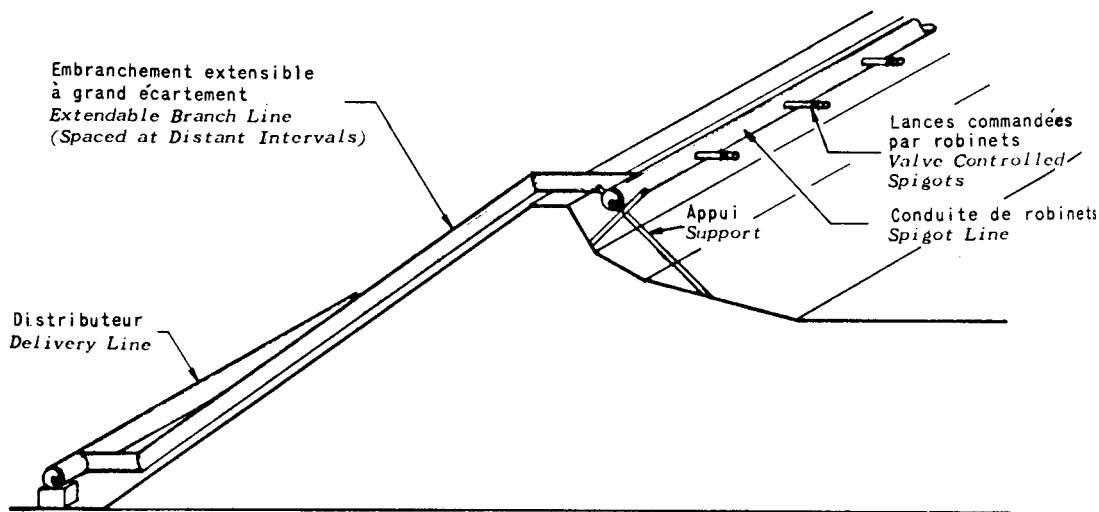 Embranchement extensible
à grand écartement
Extendable Branch Line
(Spaced at Distant Intervals)
Lances commandées
par robinets
Valve Controlled
Spigots
Appui
Support
Conduite de robinets
Spigot Line
Distributeur
Delivery Line